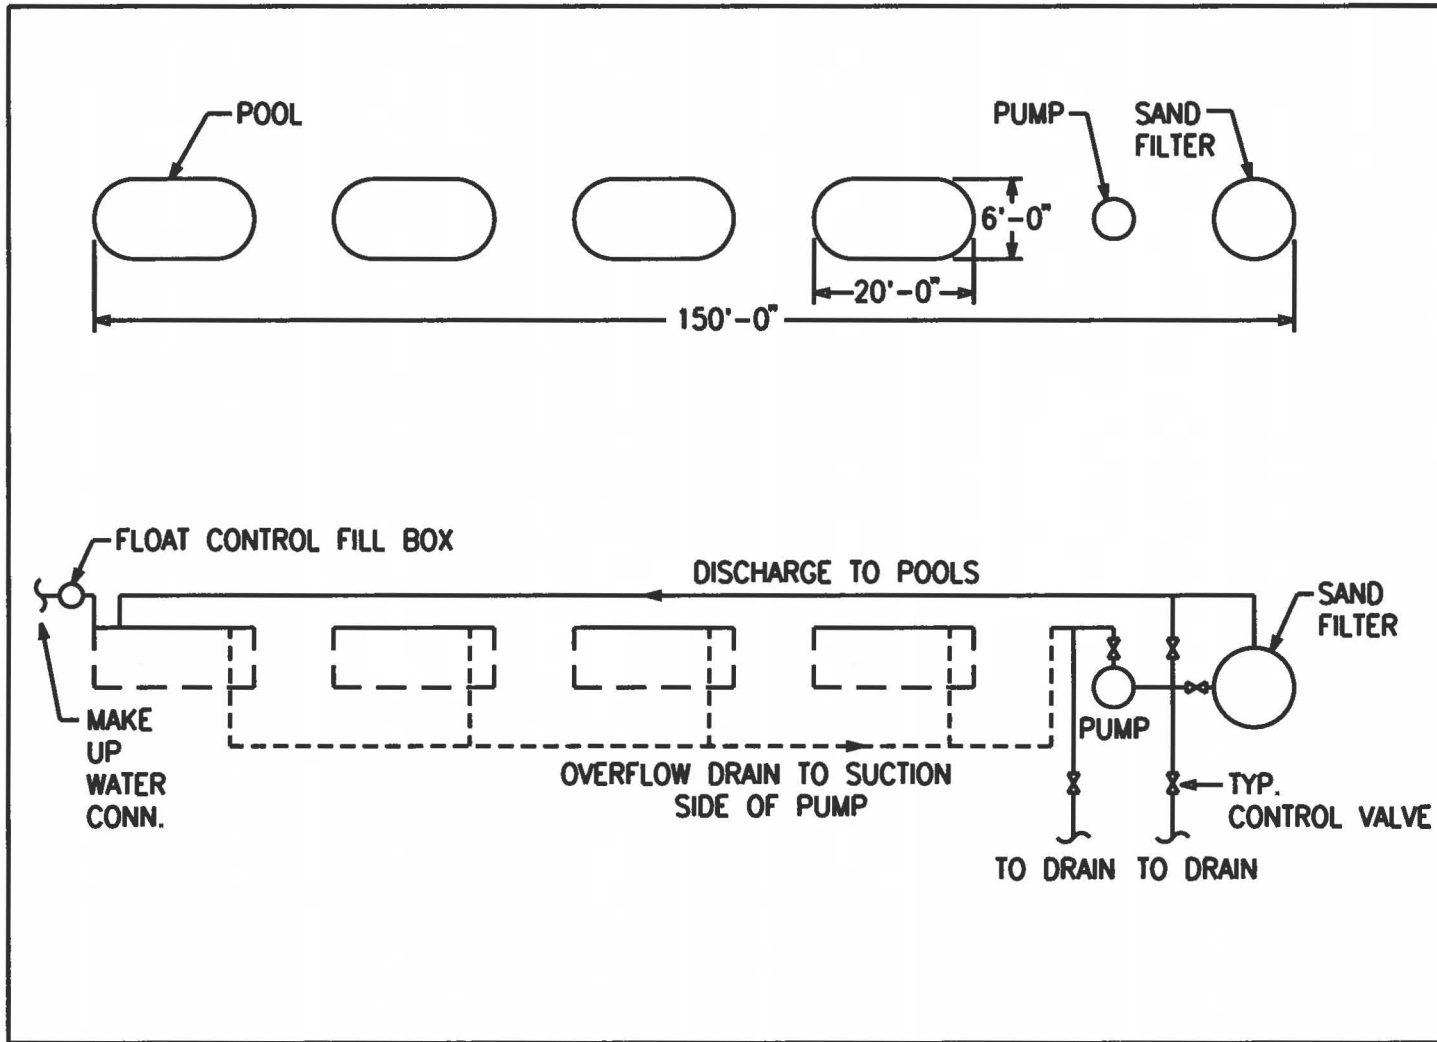 POOL
PUMP
SAND
FILTER
6'-0"
20'-0"
150'-0"
FLOAT CONTROL FILL BOX
DISCHARGE TO POOLS
SAND
FILTER
MAKE
UP
WATER
CONN.
PUMP
OVERFLOW DRAIN TO SUCTION
SIDE OF PUMP
TYP.
CONTROL VALVE
TO DRAIN
TO DRAIN